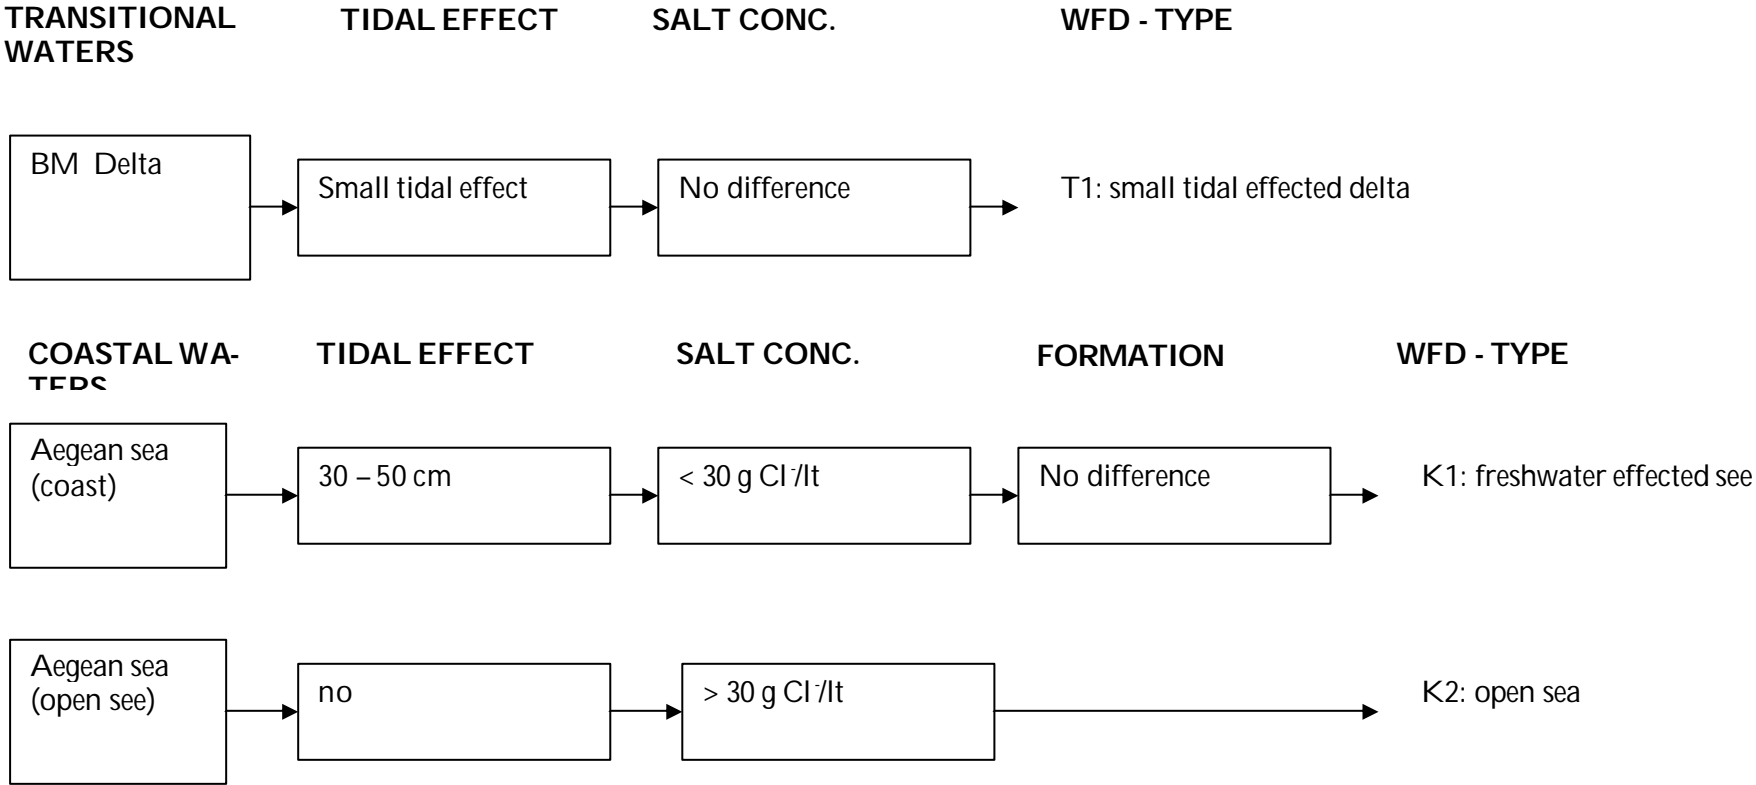 TRANSITIONAL WATERS
TIDAL EFFECT
SALT CONC.
WFD - TYPE
BM Delta
Small tidal effect
No difference
T1: small tidal effected delta
COASTAL WA-
TERS
TIDAL EFFECT
SALT CONC.
FORMATION
WFD - TYPE
Aegean sea
(coast)
30 – 50 cm
< 30 g Cl⁻/lt
No difference
K1: freshwater effected see
Aegean sea
(open see)
no
> 30 g Cl⁻/lt
K2: open sea